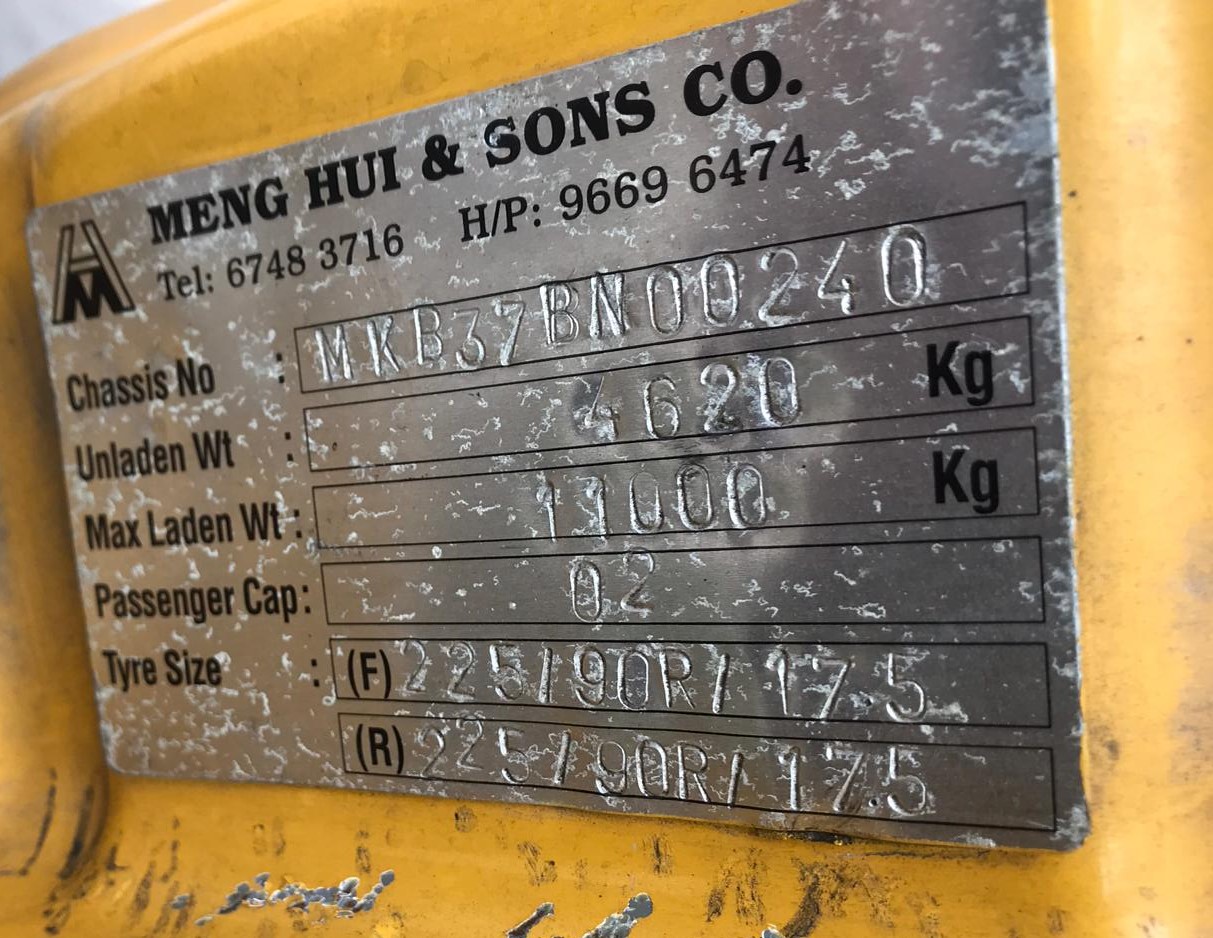 MENG HUI & SONS CO.
HM Tel: 6748 3716 H/P: 9669 6474
Chassis No : MKB37BN00240
Unladen Wt : 4620 Kg
Max Laden Wt : 11000 Kg
Passenger Cap : 02
Tyre Size : (F) 225/90R/17.5
(R) 225/90R/17.5